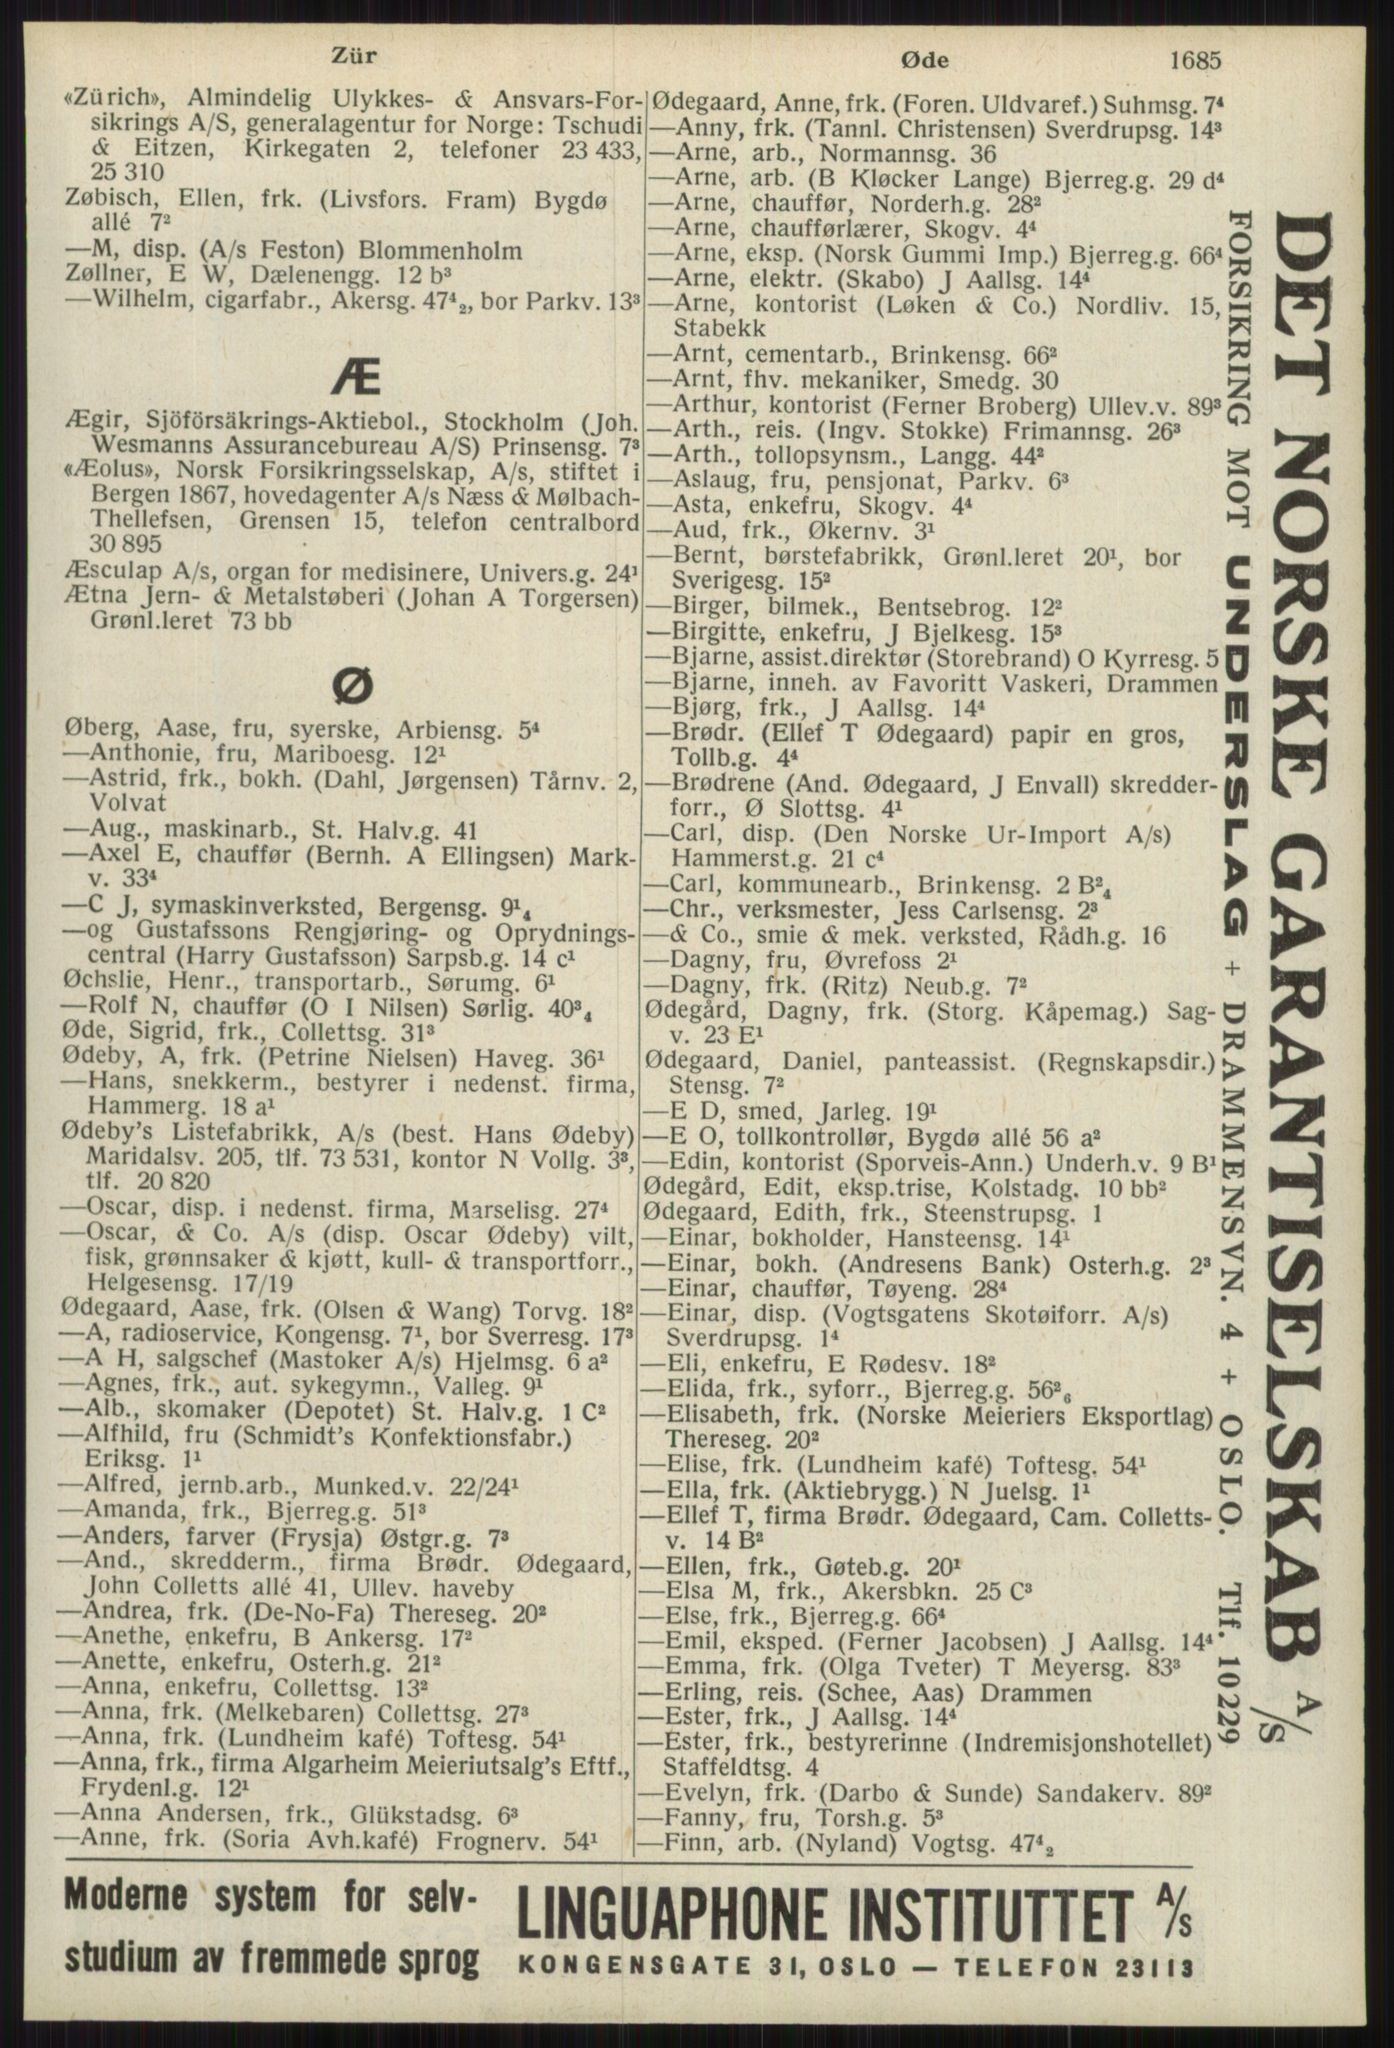 Zür
Øde
1685
«Zürich», Almindelig Ulykkes- & Ansvars-For-
sikrings A/S, generalagentur for Norge: Tschudi
& Eitzen, Kirkegaten 2, telefoner 23 433,
25 310
Zøbisch, Ellen, frk. (Livsfors. Fram) Bygdø
allé 7²
—M, disp. (A/s Feston) Blommenholm
Zøllner, E W, Dælenengg. 12 b³
—Wilhelm, cigarfabr., Akersg. 47⁴₂, bor Parkv. 13³
Æ
Ægir, Sjöförsäkrings-Aktiebol., Stockholm (Joh.
Wesmanns Assurancebureau A/S) Prinsensg. 7³
«Æolus», Norsk Forsikringsselskap, A/s, stiftet i
Bergen 1867, hovedagenter A/s Næss & Mølbach-
Thellefsen, Grensen 15, telefon centralbord
30 895
Æsculap A/s, organ for medisinere, Univers.g. 24¹
Ætna Jern- & Metalstøberi (Johan A Torgersen)
Grønl.leret 73 bb
Ø
Øberg, Aase, fru, syerske, Arbiensg. 5⁴
—Anthonie, fru, Mariboesg. 12¹
—Astrid, frk., bokh. (Dahl, Jørgensen) Tårnv. 2,
Volvat
—Aug., maskinarb., St. Halv.g. 41
—Axel E, chauffør (Bernh. A Ellingsen) Mark-
v. 33⁴
—C J, symaskinverksted, Bergensg. 9¹₄
—og Gustafssons Rengjøring- og Oprydnings-
central (Harry Gustafsson) Sarpsb.g. 14 c¹
Øchslie, Henr., transportarb., Sørumg. 6¹
—Rolf N, chauffør (O I Nilsen) Sørlig. 40³₄
Øde, Sigrid, frk., Collettsg. 31³
Ødeby, A, frk. (Petrine Nielsen) Haveg. 36¹
—Hans, snekkerm., bestyrer i nedenst. firma,
Hammerg. 18 a¹
Ødeby's Listefabrikk, A/s (best. Hans Ødeby)
Maridalsv. 205, tlf. 73 531, kontor N Vollg. 3³,
tlf. 20 820
—Oscar, disp. i nedenst. firma, Marselisg. 27⁴
—Oscar, & Co. A/s (disp. Oscar Ødeby) vilt,
fisk, grønnsaker & kjøtt, kull- & transportforr.,
Helgesensg. 17/19
Ødegaard, Aase, frk. (Olsen & Wang) Torvg. 18²
—A, radioservice, Kongensg. 7¹, bor Sverresg. 17³
—A H, salgschef (Mastoker A/s) Hjelmsg. 6 a²
—Agnes, frk., aut. sykegymn., Valleg. 9¹
—Alb., skomaker (Depotet) St. Halv.g. 1 C²
—Alfhild, fru (Schmidt's Konfektionsfabr.)
Eriksg. 1¹
—Alfred, jernb.arb., Munked.v. 22/24¹
—Amanda, frk., Bjerreg.g. 51³
—Anders, farver (Frysja) Østgr.g. 7³
—And., skredderm., firma Brødr. Ødegaard,
John Colletts allé 41, Ullev. haveby
—Andrea, frk. (De-No-Fa) Thereseg. 20²
—Anethe, enkefru, B Ankersg. 17²
—Anette, enkefru, Osterh.g. 21²
—Anna, enkefru, Collettsg. 13²
—Anna, frk. (Melkebaren) Collettsg. 27³
—Anna, frk. (Lundheim kafé) Toftesg. 54¹
—Anna, frk., firma Algarheim Meieriutsalg's Eftf.,
Frydenl.g. 12¹
—Anna Andersen, frk., Glükstadsg. 6³
—Anne, frk. (Soria Avh.kafé) Frognerv. 54¹
Ødegaard, Anne, frk. (Foren. Uldvaref.) Suhmsg. 7⁴
—Anny, frk. (Tannl. Christensen) Sverdrupsg. 14³
—Arne, arb., Normannsg. 36
—Arne, arb. (B Kløcker Lange) Bjerreg.g. 29 d⁴
—Arne, chauffør, Norderh.g. 28²
—Arne, chaufførlærer, Skogv. 4⁴
—Arne, eksp. (Norsk Gummi Imp.) Bjerreg.g. 66⁴
—Arne, elektr. (Skabo) J Aallsg. 14⁴
—Arne, kontorist (Løken & Co.) Nordliv. 15,
Stabekk
—Arnt, cementarb., Brinkensg. 66²
—Arnt, fhv. mekaniker, Smedg. 30
—Arthur, kontorist (Ferner Broberg) Ullev.v. 89³
—Arth., reis. (Ingv. Stokke) Frimannsg. 26³
—Arth., tollopsynsm., Langg. 44²
—Aslaug, fru, pensjonat, Parkv. 6³
—Asta, enkefru, Skogv. 4⁴
—Aud, frk., Økernv. 3¹
—Bernt, børstefabrikk, Grønl.leret 20¹, bor
Sverigesg. 15²
—Birger, bilmek., Bentsebrog. 12²
—Birgitte, enkefru, J Bjelkesg. 15³
—Bjarne, assist.direktør (Storebrand) O Kyrresg. 5
—Bjarne, inneh. av Favoritt Vaskeri, Drammen
—Bjørg, frk., J Aallsg. 14⁴
—Brødr. (Ellef T Ødegaard) papir en gros,
Tollb.g. 4⁴
—Brødrene (And. Ødegaard, J Envall) skredder-
forr., Ø Slottsg. 4¹
—Carl, disp. (Den Norske Ur-Import A/s)
Hammerst.g. 21 c⁴
—Carl, kommunearb., Brinkensg. 2 B²₄
—Chr., verksmester, Jess Carlsensg. 2³
—& Co., smie & mek. verksted, Rådh.g. 16
—Dagny, fru, Øvrefoss 2¹
—Dagny, frk. (Ritz) Neub.g. 7²
Ødegård, Dagny, frk. (Storg. Kåpemag.) Sag-
v. 23 E¹
Ødegaard, Daniel, panteassist. (Regnskapsdir.)
Stensg. 7²
—E D, smed, Jarleg. 19¹
—E O, tollkontrollør, Bygdø allé 56 a²
—Edin, kontorist (Sporveis-Ann.) Underh.v. 9 B¹
Ødegård, Edit, eksp.trise, Kolstadg. 10 bb²
Ødegaard, Edith, frk., Steenstrupsg. 1
—Einar, bokholder, Hansteensg. 14¹
—Einar, bokh. (Andresens Bank) Osterh.g. 2³
—Einar, chauffør, Tøyeng. 28⁴
—Einar, disp. (Vogtsgatens Skotøiforr. A/s)
Sverdrupsg. 1⁴
—Eli, enkefru, E Rødesv. 18²
—Elida, frk., syforr., Bjerreg.g. 56²₆
—Elisabeth, frk. (Norske Meieriers Eksportlag)
Thereseg. 20²
—Elise, frk. (Lundheim kafé) Toftesg. 54¹
—Ella, frk. (Aktiebrygg.) N Juelsg. 1¹
—Ellef T, firma Brødr. Ødegaard, Cam. Colletts-
v. 14 B²
—Ellen, frk., Gøteb.g. 20¹
—Elsa M, frk., Akersbkn. 25 C³
—Else, frk., Bjerreg.g. 66⁴
—Emil, eksped. (Ferner Jacobsen) J Aallsg. 14⁴
—Emma, frk. (Olga Tveter) T Meyersg. 83³
—Erling, reis. (Schee, Aas) Drammen
—Ester, frk., J Aallsg. 14⁴
—Ester, frk., bestyrerinne (Indremisjonshotellet)
Staffeldtsg. 4
—Evelyn, frk. (Darbo & Sunde) Sandakerv. 89²
—Fanny, fru, Torsh.g. 5³
—Finn, arb. (Nyland) Vogtsg. 47⁴₂
DET NORSKE GARANTISELSKAB A/S
FORSIKRING MOT UNDERSLAG + DRAMMENSVN. 4 + OSLO. Tlf. 10229
Moderne system for selv-
studium av fremmede sprog
LINGUAPHONE INSTITUTTET A/S
KONGENSGATE 31, OSLO — TELEFON 23113